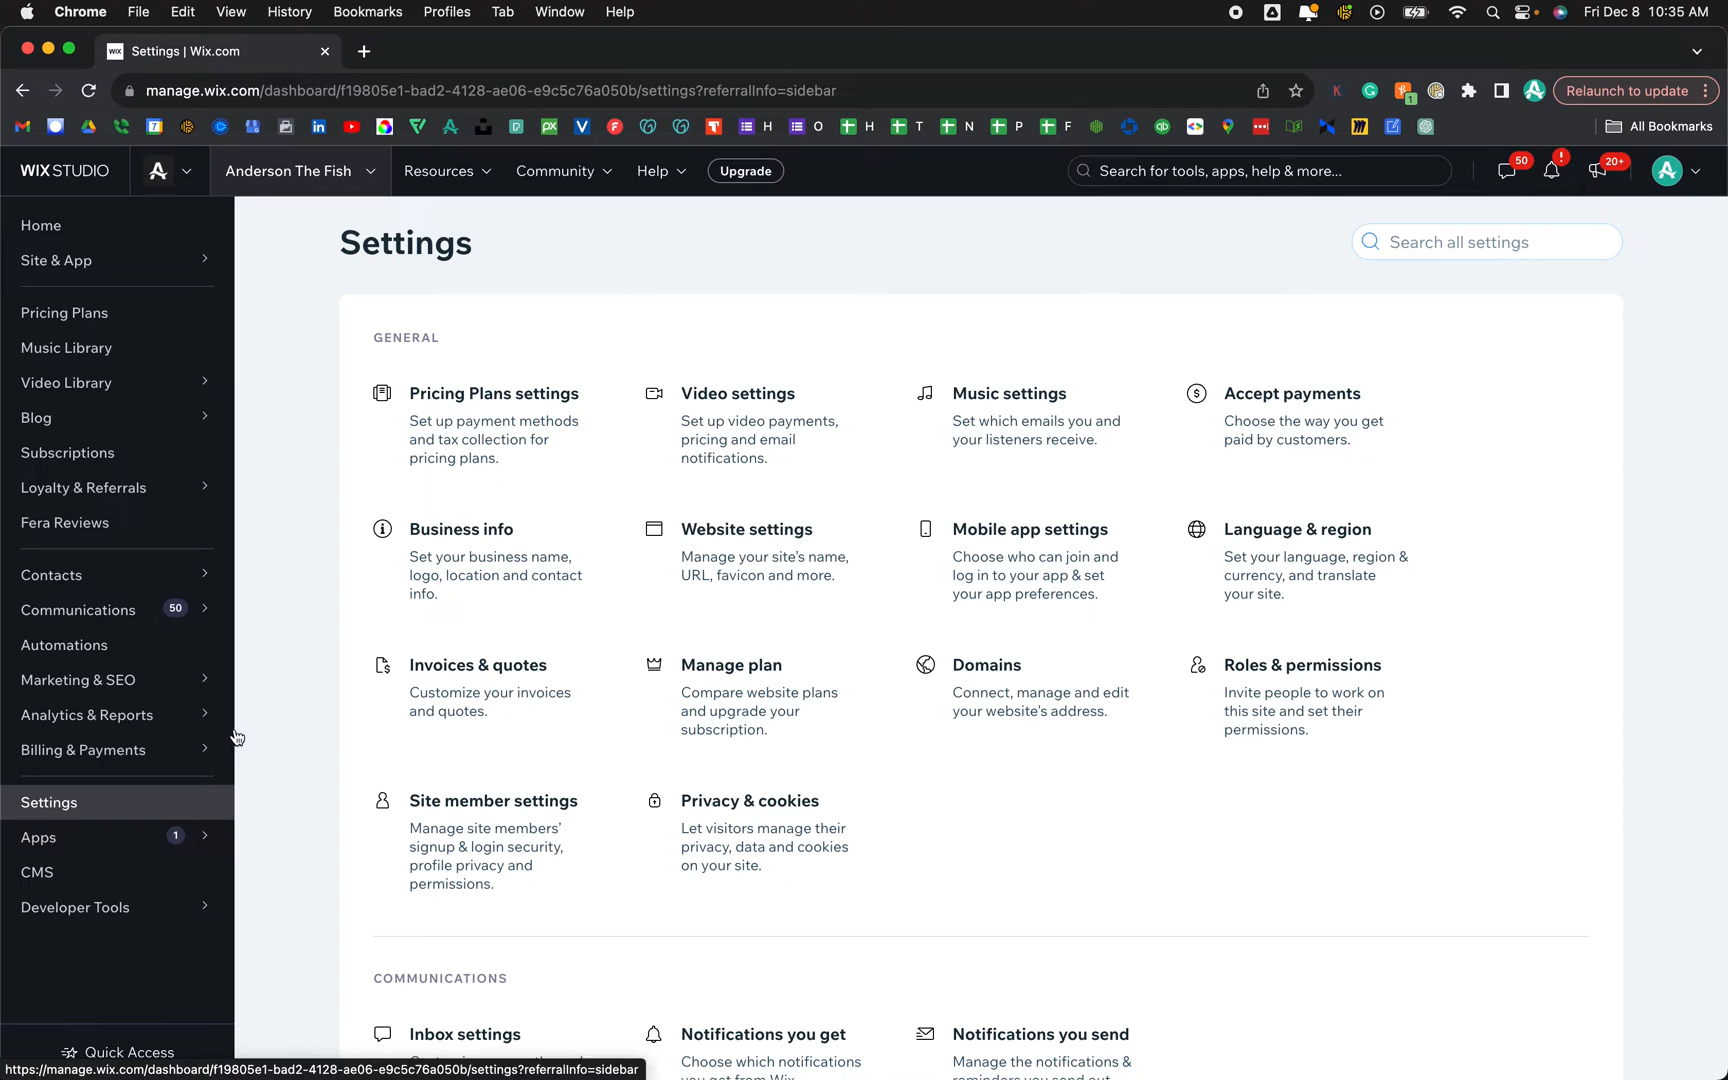 Chrome File Edit View History Bookmarks Profiles Tab Window Help Fri Dec 8 10:35 AM
WIX Settings | Wix.com
manage.wix.com/dashboard/f19805e1-bad2-4128-ae06-e9c5c76a050b/settings?referralInfo=sidebar K 1 Relaunch to update
H O H T N P F All Bookmarks
WIX STUDIO Anderson The Fish Resources Community Help Upgrade Search for tools, apps, help & more... 50 ! 20+
Home
Site & App
Pricing Plans
Music Library
Video Library
Blog
Subscriptions
Loyalty & Referrals
Fera Reviews
Contacts
Communications 50
Automations
Marketing & SEO
Analytics & Reports
Billing & Payments
Settings
Apps 1
CMS
Developer Tools
Quick Access
Settings
Search all settings
GENERAL
Pricing Plans settings
Set up payment methods
and tax collection for
pricing plans.
Video settings
Set up video payments,
pricing and email
notifications.
Music settings
Set which emails you and
your listeners receive.
Accept payments
Choose the way you get
paid by customers.
Business info
Set your business name,
logo, location and contact
info.
Website settings
Manage your site's name,
URL, favicon and more.
Mobile app settings
Choose who can join and
log in to your app & set
your app preferences.
Language & region
Set your language, region &
currency, and translate
your site.
Invoices & quotes
Customize your invoices
and quotes.
Manage plan
Compare website plans
and upgrade your
subscription.
Domains
Connect, manage and edit
your website's address.
Roles & permissions
Invite people to work on
this site and set their
permissions.
Site member settings
Manage site members'
signup & login security,
profile privacy and
permissions.
Privacy & cookies
Let visitors manage their
privacy, data and cookies
on your site.
COMMUNICATIONS
Inbox settings
Notifications you get
Choose which notifications
you get from Wix
Notifications you send
Manage the notifications &
reminders you send out
https://manage.wix.com/dashboard/f19805e1-bad2-4128-ae06-e9c5c76a050b/settings?referralInfo=sidebar